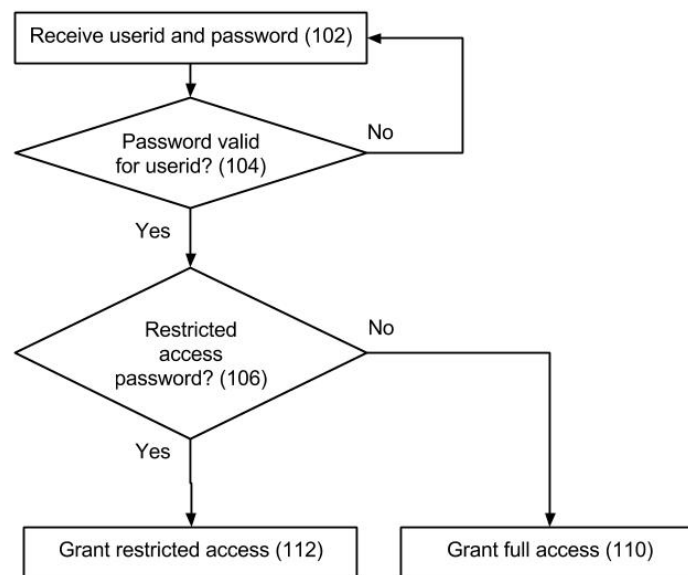 Receive userid and password (102)
No
Password valid
for userid? (104)
Yes
No
Restricted
access
password? (106)
Yes
Grant restricted access (112)
Grant full access (110)